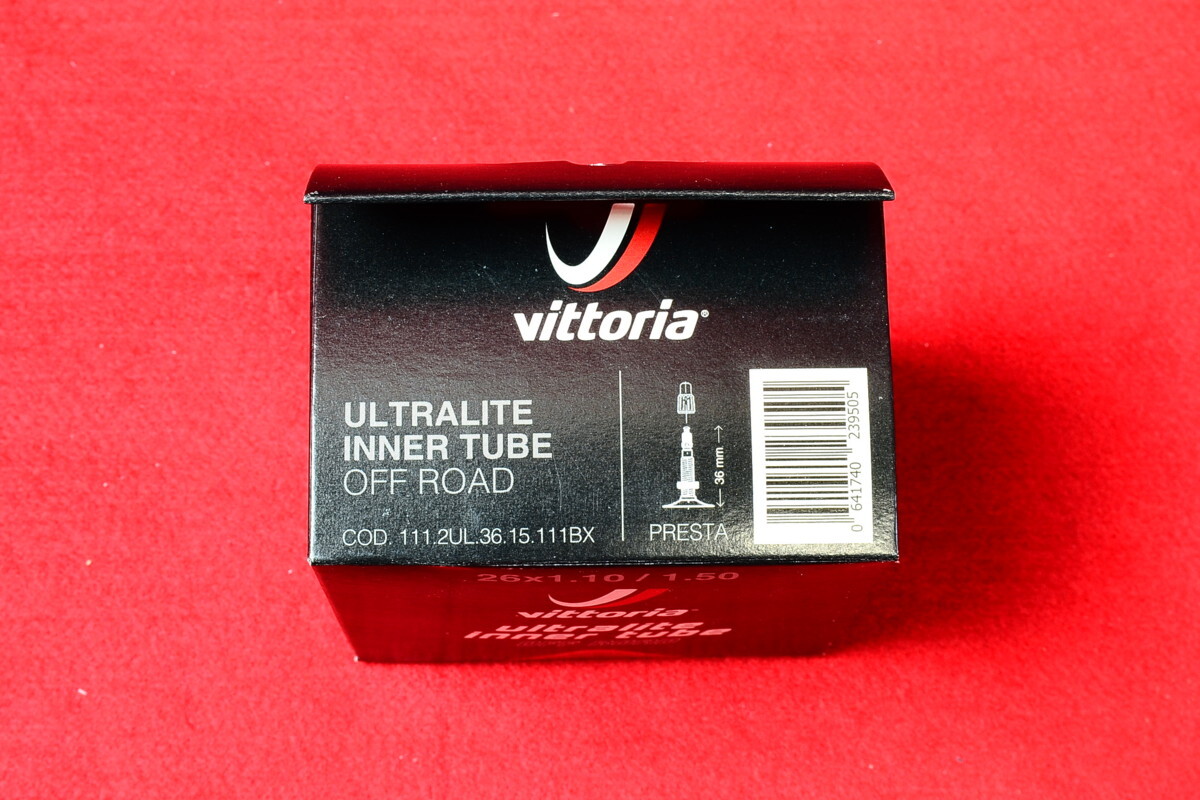 vittoria®
ULTRALITE
INNER TUBE
OFF ROAD
COD. 111.2UL.36.15.111BX
36 mm
PRESTA
0 641740 239505
26x1.10 / 1.50
vittoria
ultralite
inner tube